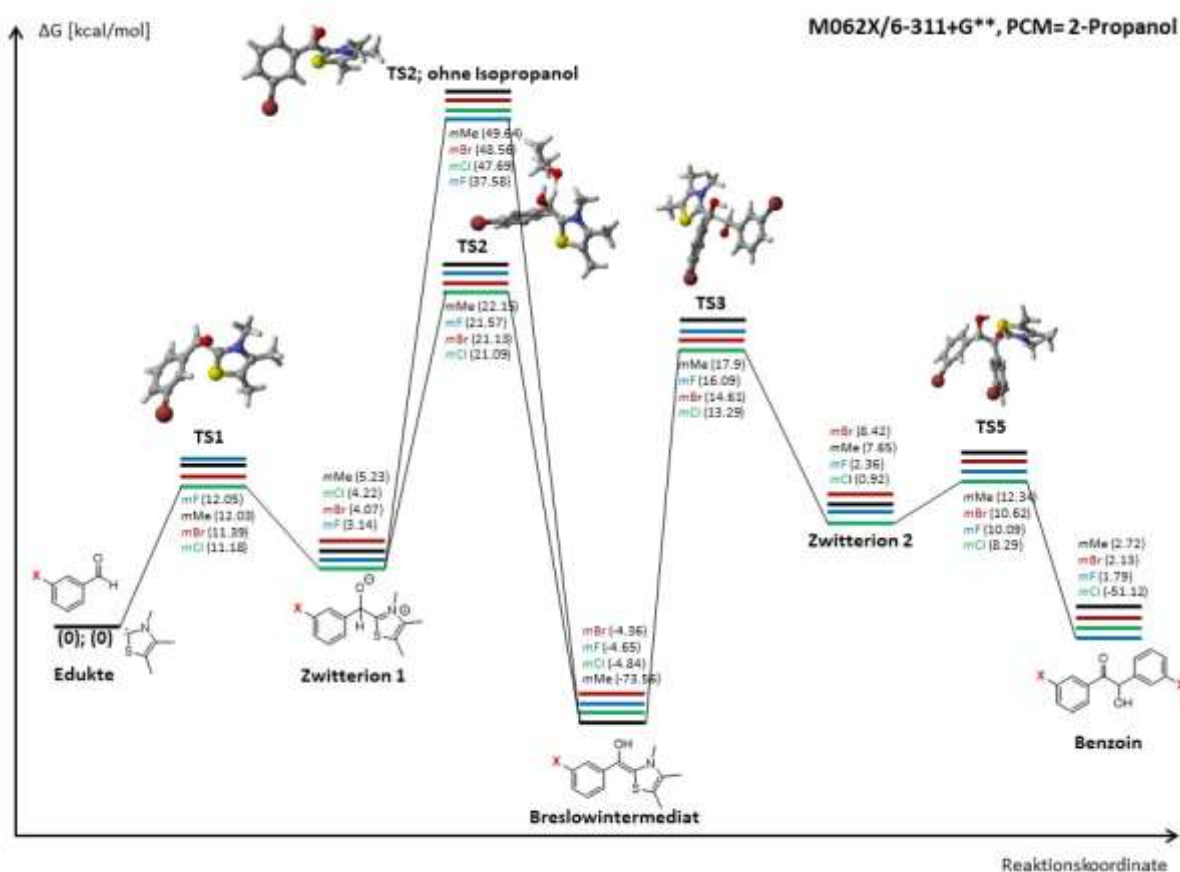 ΔG [kcal/mol]
M062X/6-311+G**, PCM= 2-Propanol
TS2; ohne Isopropanol
mMe (49.64)
mBr (48.56)
mCl (47.69)
mF (37.58)
TS2
mMe (22.15)
mF (21.57)
mBr (21.13)
mCl (21.09)
TS1
mF (12.05)
mMe (12.03)
mBr (11.39)
mCl (11.18)
mMe (5.23)
mCl (4.22)
mBr (4.07)
mF (3.14)
TS3
mMe (17.9)
mF (16.09)
mBr (14.61)
mCl (13.29)
mBr (8.42)
mMe (7.65)
mF (2.36)
mCl (0.92)
Zwitterion 2
TS5
mMe (12.34)
mBr (10.62)
mF (10.09)
mCl (8.29)
mMe (2.72)
mBr (2.13)
mF (1.79)
mCl (-51.12)
X
O
H
(0); (0)
N
S
Edukte
X
O
⊖
H
N
⊕
S
Zwitterion 1
mBr (-4.36)
mF (-4.65)
mCl (-4.84)
mMe (-73.56)
X
OH
N
S
Breslowintermediat
X
O
OH
X
Benzoin
Reaktionskoordinate